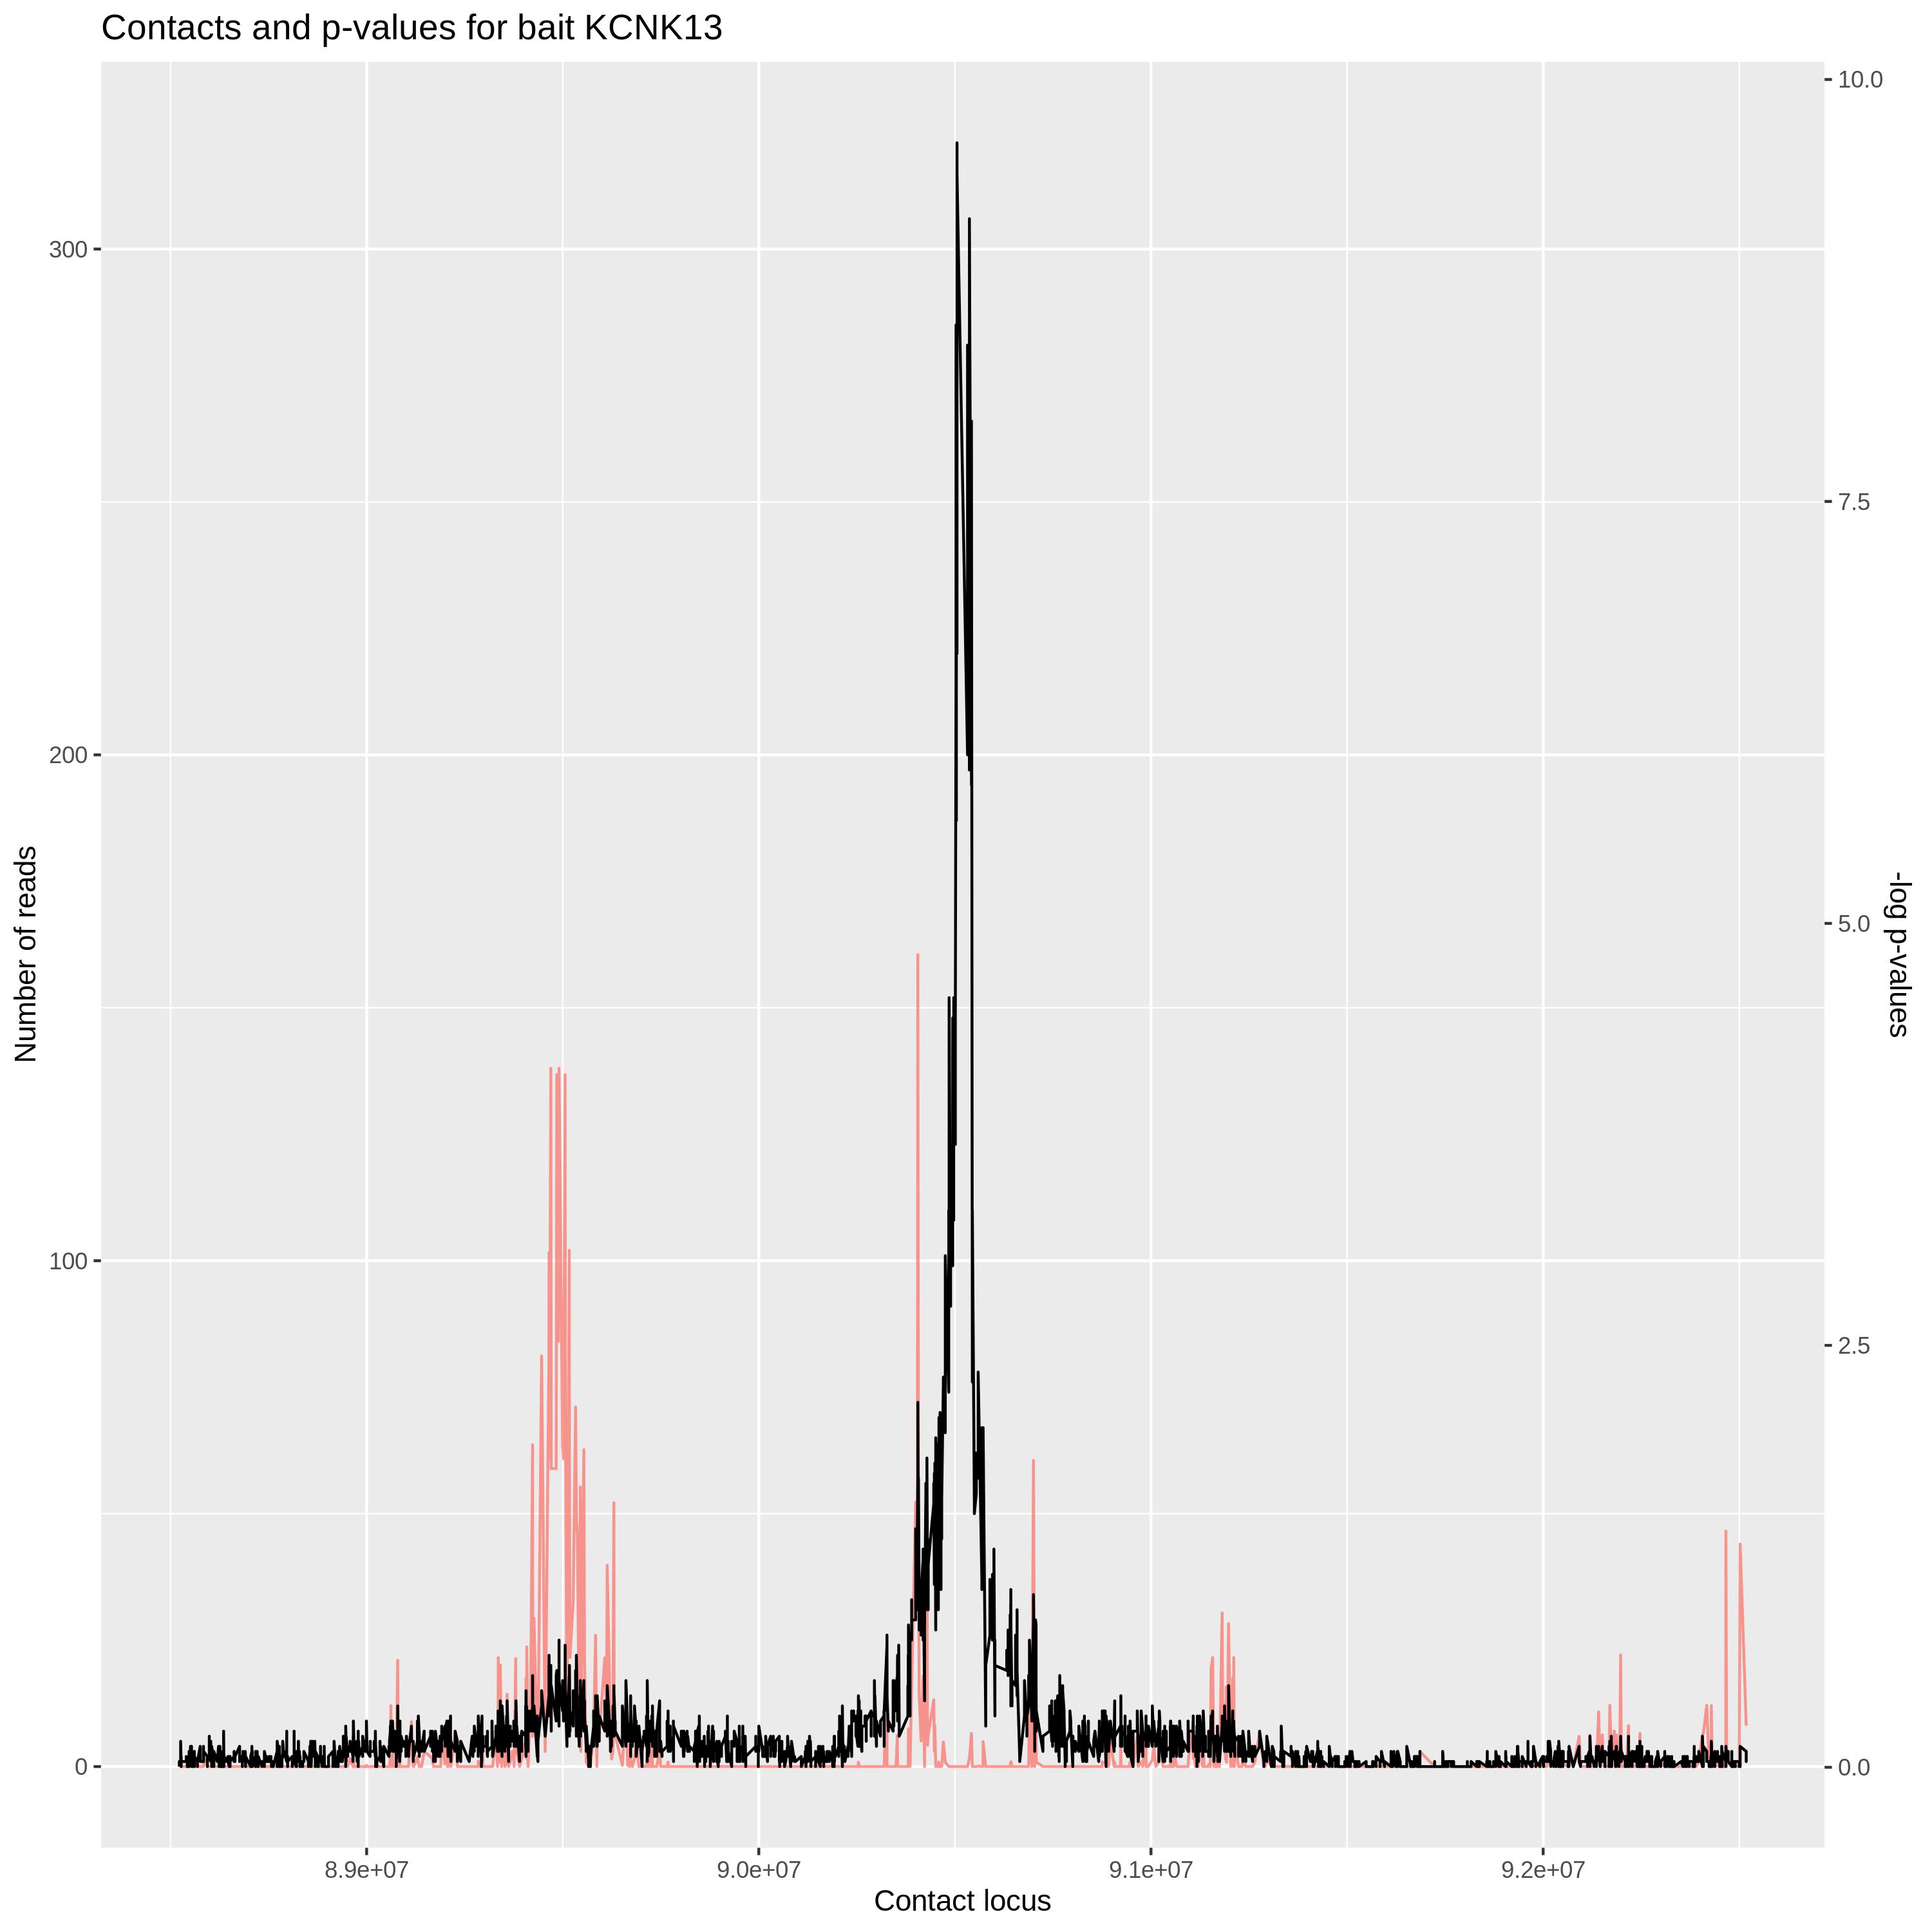 Contacts and p-values for bait KCNK13
10.0
300
7.5
200
Number of reads
5.0
-log p-values
2.5
100
0
0.0
8.9e+07
9.0e+07
9.1e+07
9.2e+07
Contact locus